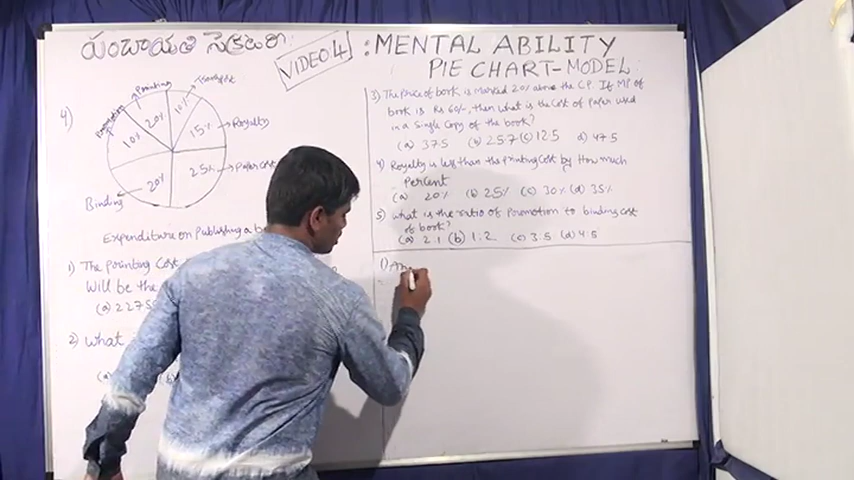 పంచాయతి సెక్రటరీ
VIDEO:4
: MENTAL ABILITY
PIE CHART-MODEL
4)
Printing
Transport
Promotion
20%
10%
10%
15%
Royalty
25%
Paper cost
20%
Binding
Expenditure on Publishing a b
1) The printing Cost
Will be the
(a) 2275
2) What
(a)
(b)
3) The Price of book is Marked 20% above the C.P. If MP of
book is Rs 60/-, then what is the Cost of Paper used
in a Single Copy of the book?
(a) 37.5 (b) 25.7 (c) 12.5 d) 47.5
4) Royalty is less than the Printing Cost by How much
Percent
(a) 20% (b) 25% (c) 30% (d) 35%
5) What is the ratio of Promotion to binding cost
of book?
(a) 2:1 (b) 1:2 (c) 3:5 (d) 4:5
1) An